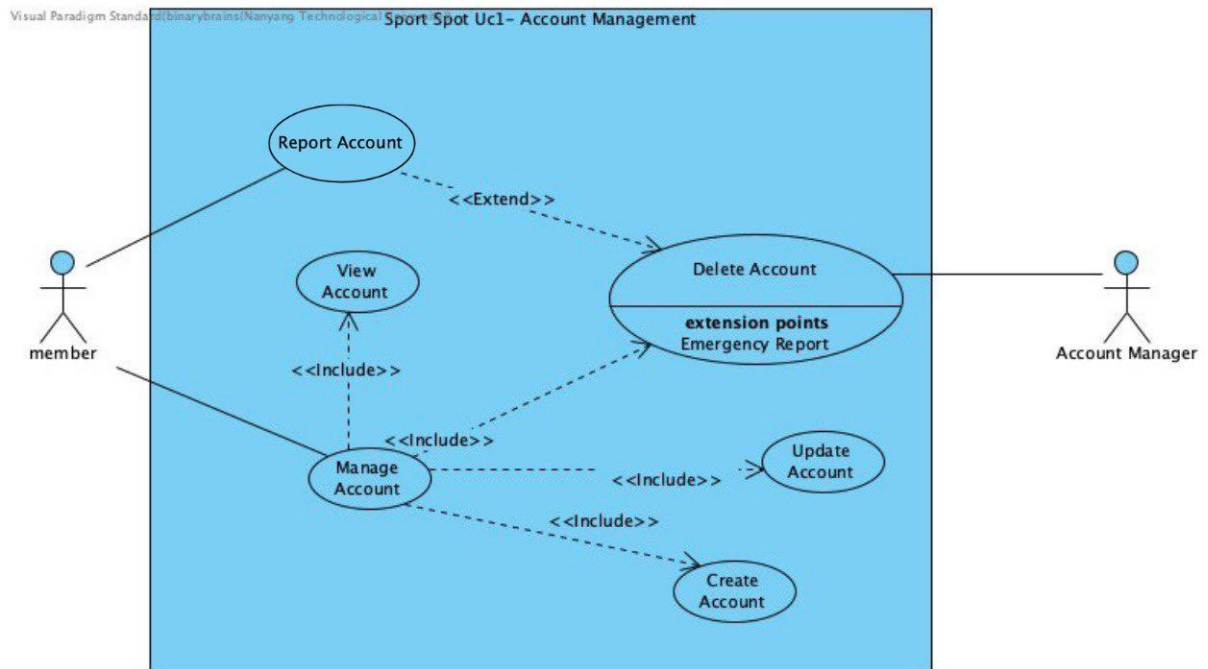 Visual Paradigm Standard(binarybrains(Nanyang Technological
Sport Spot Uc1- Account Management
Report Account
<<Extend>>
View
Account
Delete Account
extension points
Emergency Report
member
Account Manager
<<Include>>
<<Include>>
Manage
Account
Update
Account
<<Include>>
<<Include>>
Create
Account